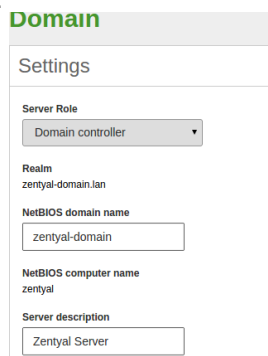 Domain
Settings
Server Role
Domain controller
Realm
zentyal-domain.lan
NetBIOS domain name
zentyal-domain
NetBIOS computer name
zentyal
Server description
Zentyal Server